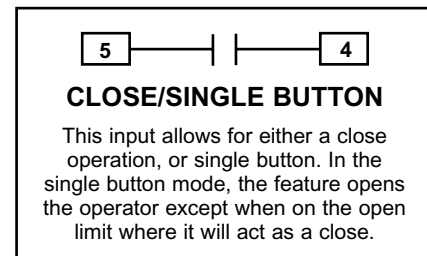 5 4
CLOSE/SINGLE BUTTON
This input allows for either a close
operation, or single button. In the
single button mode, the feature opens
the operator except when on the open
limit where it will act as a close.